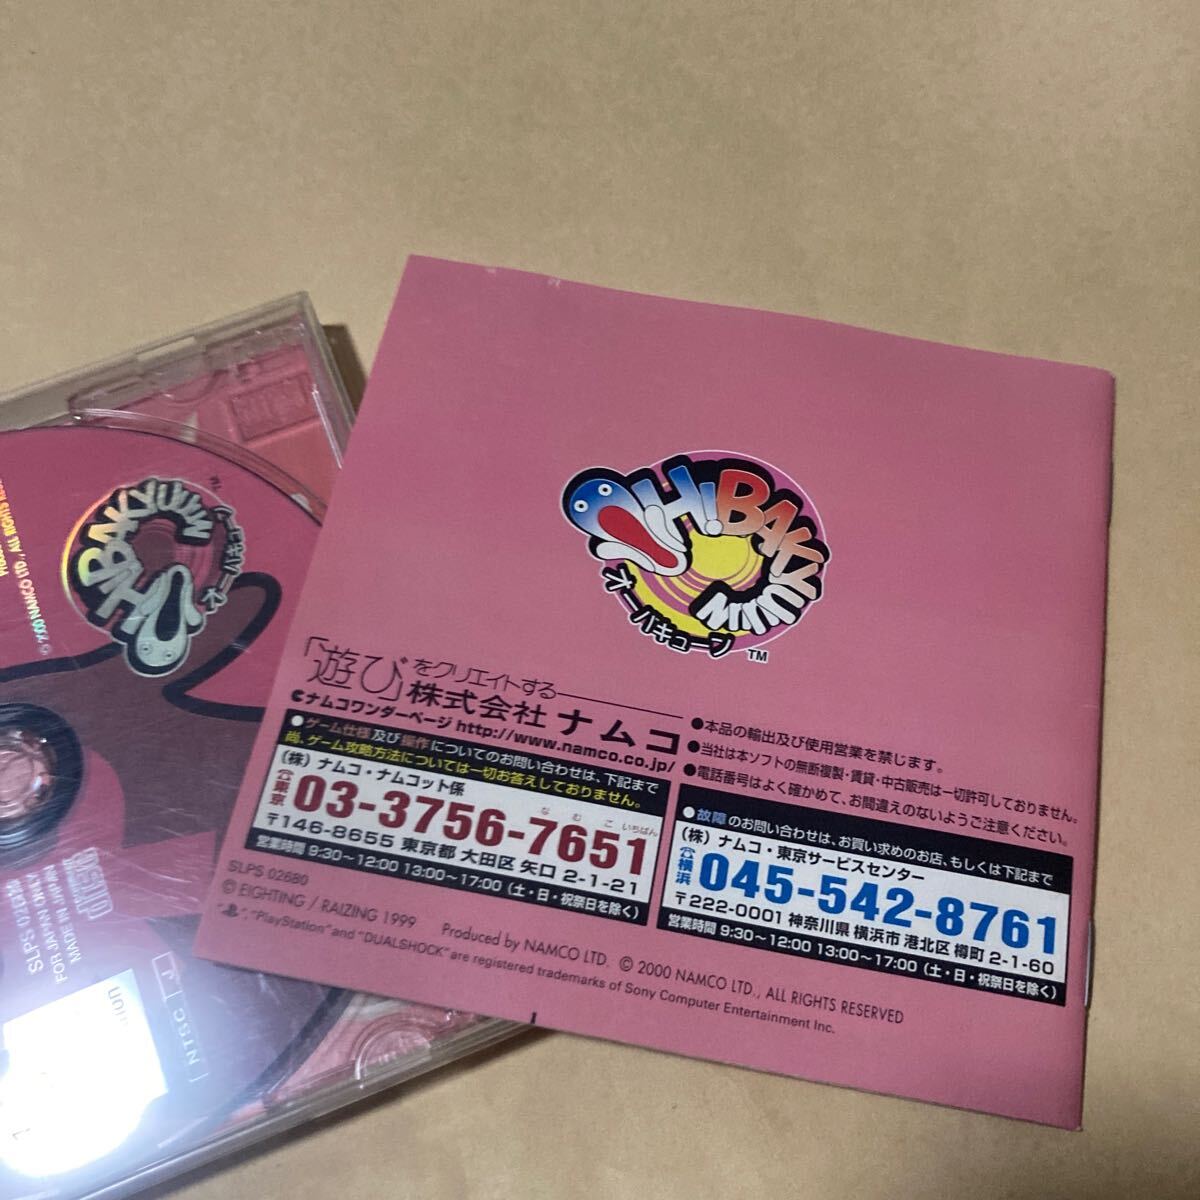 OH!BAKYUUUN
オーバキューン
TM
「遊び」をクリエイトする
株式会社 ナムコ
ナムコワンダーページ http://www.namco.co.jp/
●ゲーム仕様及び操作についてのお問い合わせは、下記まで
尚、ゲーム攻略方法については一切お答えしておりません。
(株) ナムコ・ナムコット係
☎東京 03-3756-7651
なむこ いちばん
〒146-8655 東京都 大田区 矢口 2-1-21
営業時間 9:30〜12:00 13:00〜17:00 (土・日・祝祭日を除く)
●本品の輸出及び使用営業を禁じます。
●当社は本ソフトの無断複製・賃貸・中古販売は一切許可しておりません。
●電話番号はよく確かめて、お間違えのないようご注意ください。
●故障のお問い合わせは、お買い求めのお店、もしくは下記まで
(株) ナムコ・東京サービスセンター
☎横浜 045-542-8761
〒222-0001 神奈川県 横浜市 港北区 樽町 2-1-60
営業時間 9:30〜12:00 13:00〜17:00 (土・日・祝祭日を除く)
SLPS 02680
© EIGHTING / RAIZING 1999
Produced by NAMCO LTD. © 2000 NAMCO LTD., ALL RIGHTS RESERVED
"PlayStation" and "DUALSHOCK" are registered trademarks of Sony Computer Entertainment Inc.
OH!BAKYUUUN
オーバキューン
TM
© 2000 NAMCO LTD., ALL RIGHTS
FOR JAPAN ONLY
MADE IN JAPAN
NTSC J